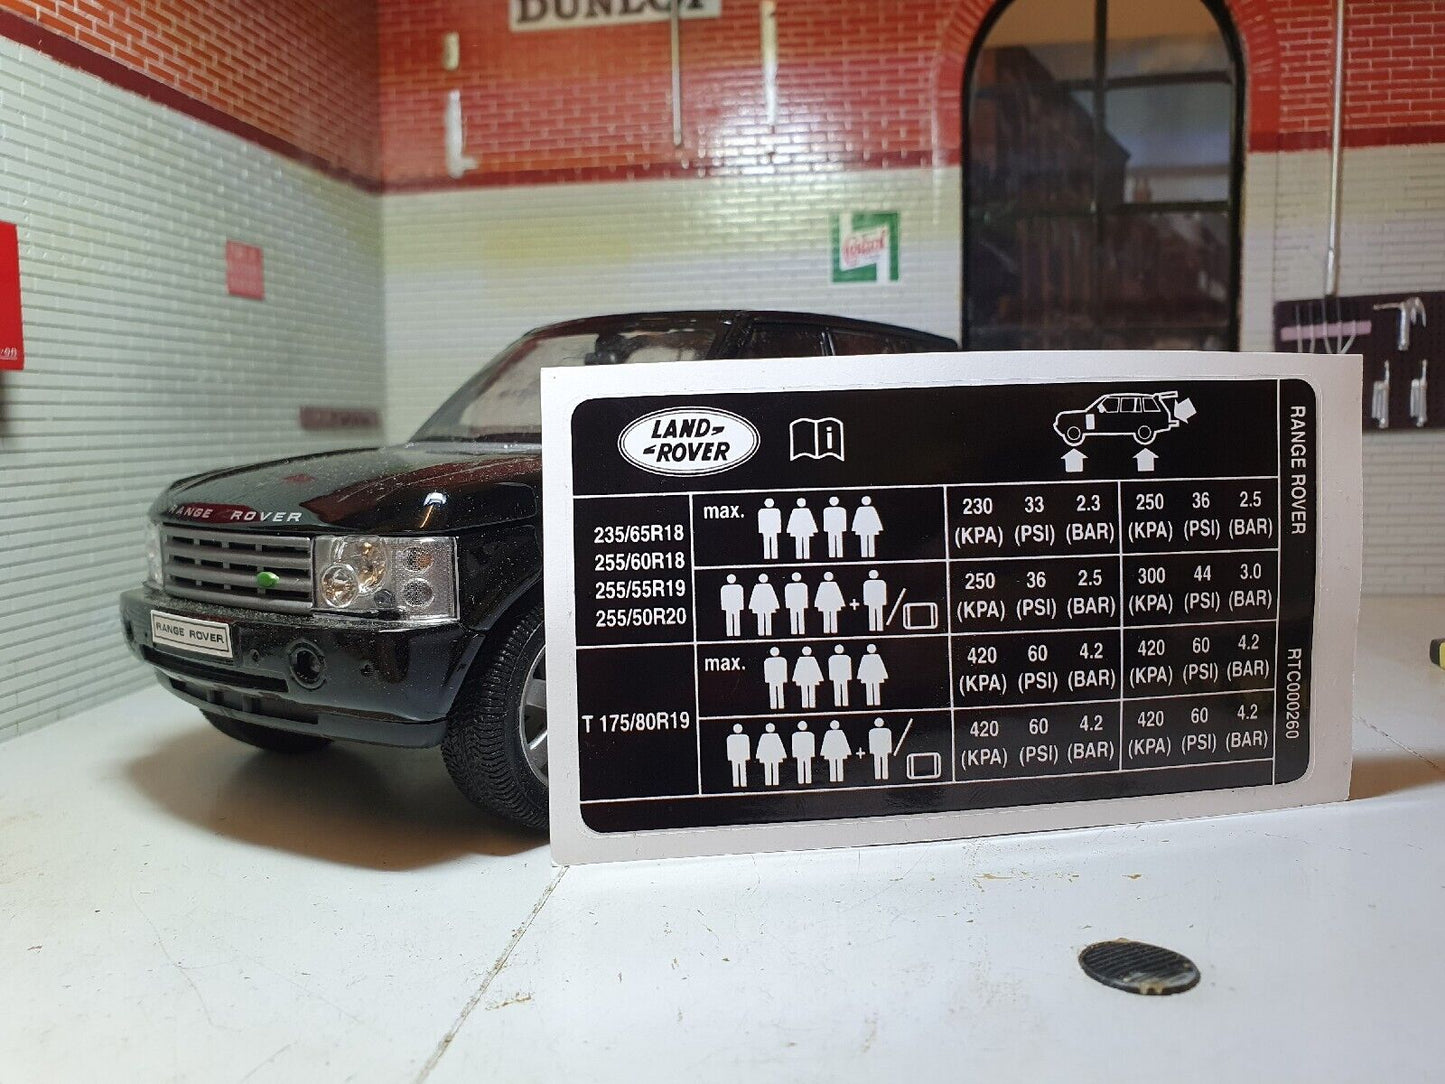 DUNLOP
Castrol
RANGE ROVER
RANGE ROVER
LAND-
-ROVER
i
235/65R18
255/60R18
255/55R19
255/50R20
max.
230 33 2.3 250 36 2.5
(KPA) (PSI) (BAR) (KPA) (PSI) (BAR)
+ /
250 36 2.5 300 44 3.0
(KPA) (PSI) (BAR) (KPA) (PSI) (BAR)
T 175/80R19
max.
420 60 4.2 420 60 4.2
(KPA) (PSI) (BAR) (KPA) (PSI) (BAR)
+ /
420 60 4.2 420 60 4.2
(KPA) (PSI) (BAR) (KPA) (PSI) (BAR)
RANGE ROVER
RTC000260